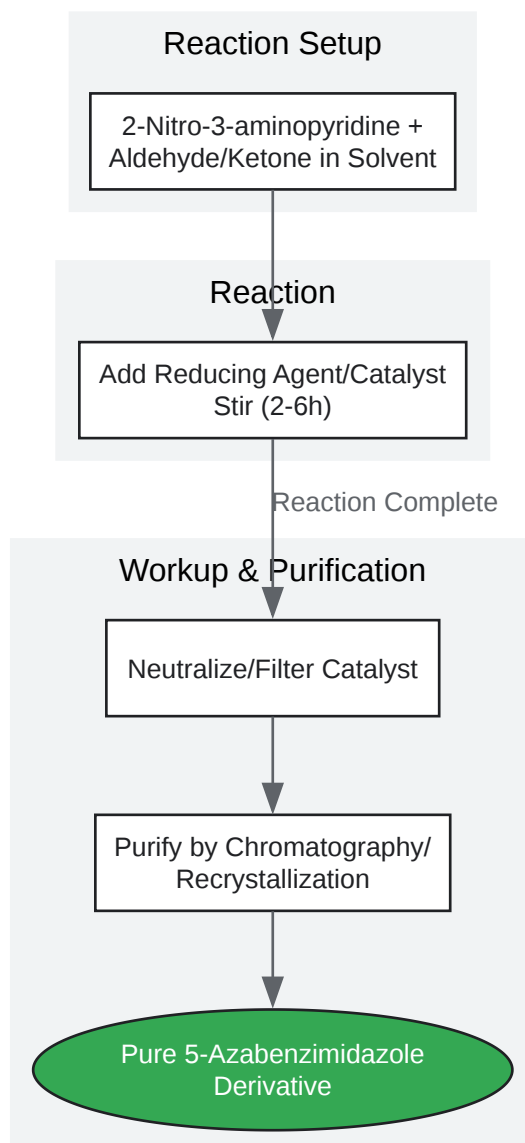 Reaction Setup
2-Nitro-3-aminopyridine +
Aldehyde/Ketone in Solvent
Reaction
Add Reducing Agent/Catalyst
Stir (2-6h)
Reaction Complete
Workup & Purification
Neutralize/Filter Catalyst
Purify by Chromatography/
Recrystallization
Pure 5-Azabenzimidazole
Derivative